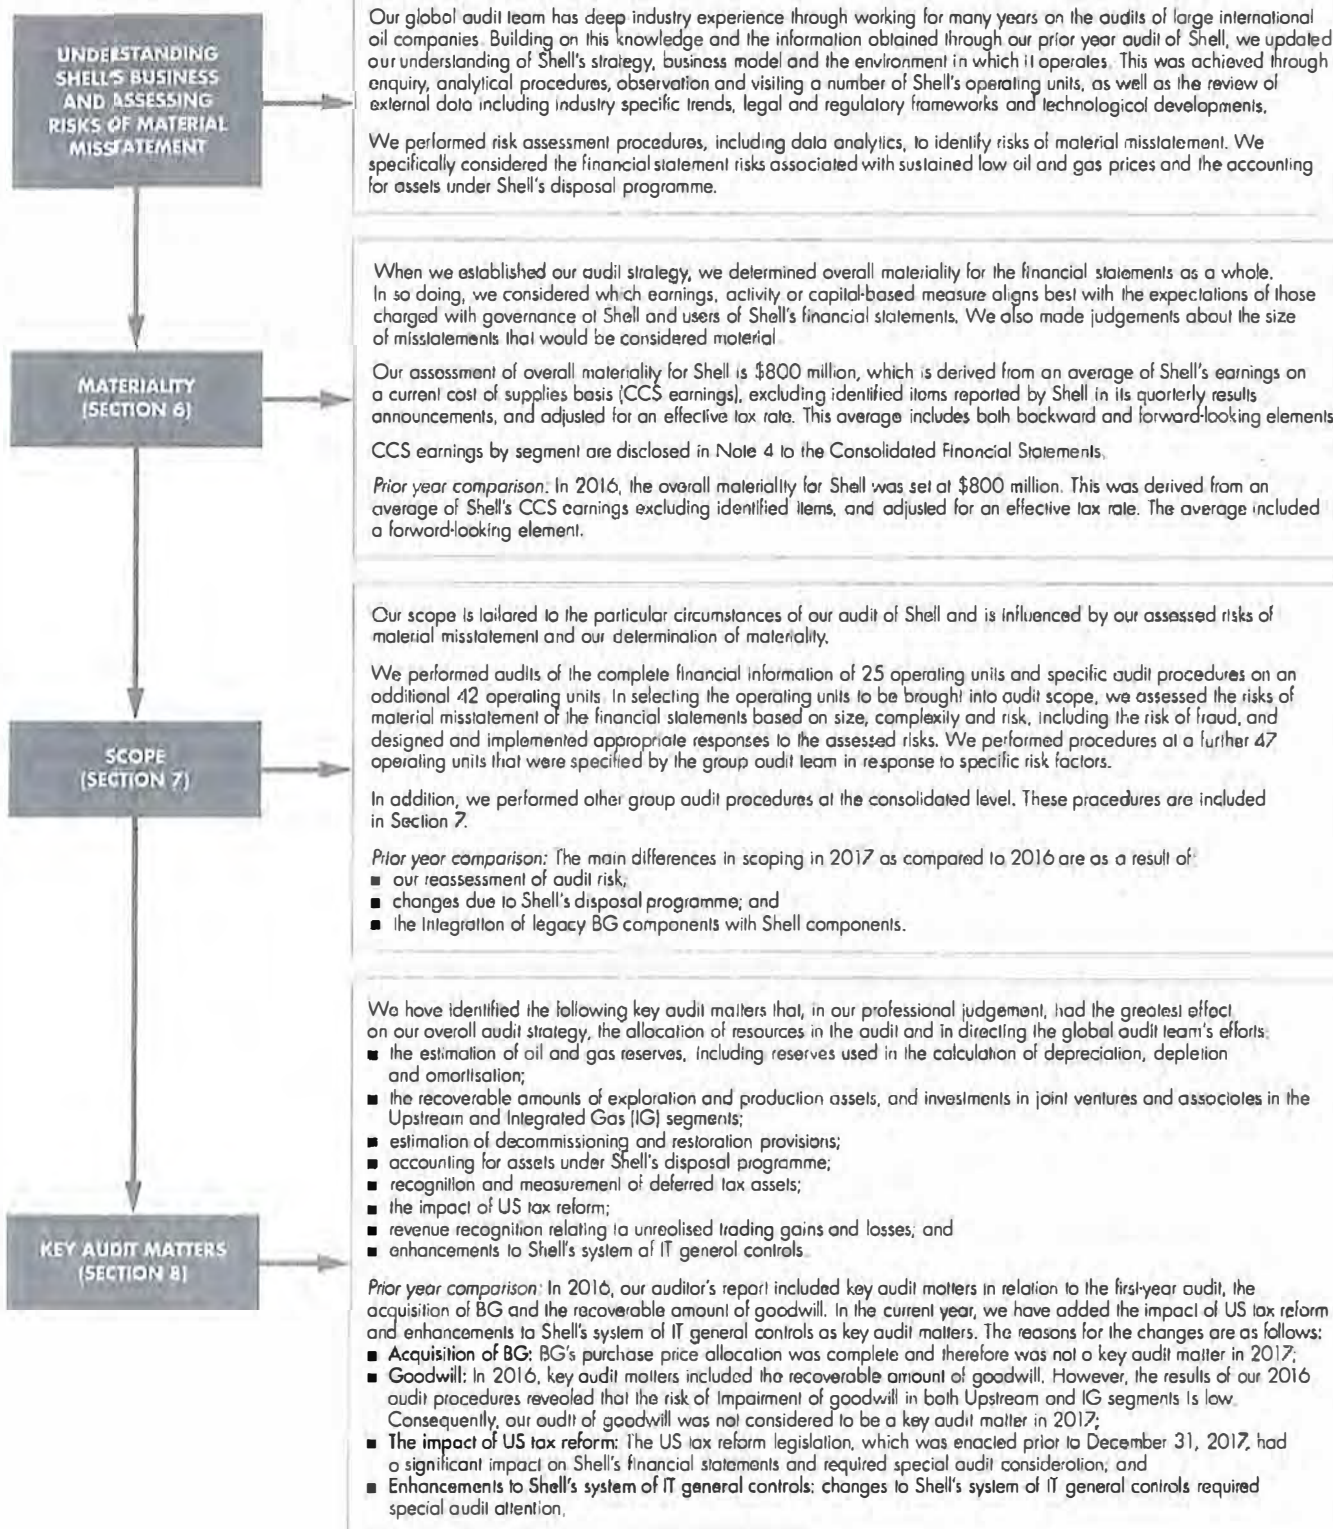 UNDERSTANDING
SHELL'S BUSINESS
AND ASSESSING
RISKS OF MATERIAL
MISSTATEMENT
Our global audit team has deep industry experience through working for many years on the audits of large international
oil companies. Building on this knowledge and the information obtained through our prior year audit of Shell, we updated
our understanding of Shell's strategy, business model and the environment in which it operates. This was achieved through
enquiry, analytical procedures, observation and visiting a number of Shell's operating units, as well as the review of
external data including industry specific trends, legal and regulatory frameworks and technological developments.
We performed risk assessment procedures, including data analytics, to identify risks of material misstatement. We
specifically considered the financial statement risks associated with sustained low oil and gas prices and the accounting
for assets under Shell's disposal programme.
MATERIALITY
(SECTION 6)
When we established our audit strategy, we determined overall materiality for the financial statements as a whole.
In so doing, we considered which earnings, activity or capital-based measure aligns best with the expectations of those
charged with governance at Shell and users of Shell's financial statements. We also made judgements about the size
of misstatements that would be considered material
Our assessment of overall materiality for Shell is $800 million, which is derived from an average of Shell's earnings on
a current cost of supplies basis (CCS earnings), excluding identified items reported by Shell in its quarterly results
announcements, and adjusted for an effective tax rate. This average includes both backward and forward-looking elements
CCS earnings by segment are disclosed in Note 4 to the Consolidated Financial Statements.
Prior year comparison: In 2016, the overall materiality for Shell was set at $800 million. This was derived from an
average of Shell's CCS earnings excluding identified items, and adjusted for an effective tax rate. The average included
a forward-looking element.
SCOPE
(SECTION 7)
Our scope is tailored to the particular circumstances of our audit of Shell and is influenced by our assessed risks of
material misstatement and our determination of materiality.
We performed audits of the complete financial information of 25 operating units and specific audit procedures on an
additional 42 operating units. In selecting the operating units to be brought into audit scope, we assessed the risks of
material misstatement of the financial statements based on size, complexity and risk, including the risk of fraud, and
designed and implemented appropriate responses to the assessed risks. We performed procedures at a further 47
operating units that were specified by the group audit team in response to specific risk factors.
In addition, we performed other group audit procedures at the consolidated level. These procedures are included
in Section 7.
Prior year comparison: The main differences in scoping in 2017 as compared to 2016 are as a result of:
■ our reassessment of audit risk;
■ changes due to Shell's disposal programme; and
■ the integration of legacy BG components with Shell components.
KEY AUDIT MATTERS
(SECTION 8)
We have identified the following key audit matters that, in our professional judgement, had the greatest effect
on our overall audit strategy, the allocation of resources in the audit and in directing the global audit team's efforts:
■ the estimation of oil and gas reserves, including reserves used in the calculation of depreciation, depletion
and amortisation;
■ the recoverable amounts of exploration and production assets, and investments in joint ventures and associates in the
Upstream and Integrated Gas (IG) segments;
■ estimation of decommissioning and restoration provisions;
■ accounting for assets under Shell's disposal programme;
■ recognition and measurement of deferred tax assets;
■ the impact of US tax reform;
■ revenue recognition relating to unrealised trading gains and losses; and
■ enhancements to Shell's system of IT general controls.
Prior year comparison: In 2016, our auditor's report included key audit matters in relation to the first-year audit, the
acquisition of BG and the recoverable amount of goodwill. In the current year, we have added the impact of US tax reform
and enhancements to Shell's system of IT general controls as key audit matters. The reasons for the changes are as follows:
■ Acquisition of BG: BG's purchase price allocation was complete and therefore was not a key audit matter in 2017;
■ Goodwill: In 2016, key audit matters included the recoverable amount of goodwill. However, the results of our 2016
audit procedures revealed that the risk of impairment of goodwill in both Upstream and IG segments is low.
Consequently, our audit of goodwill was not considered to be a key audit matter in 2017;
■ The impact of US tax reform: The US tax reform legislation, which was enacted prior to December 31, 2017, had
a significant impact on Shell's financial statements and required special audit consideration; and
■ Enhancements to Shell's system of IT general controls: changes to Shell's system of IT general controls required
special audit attention.